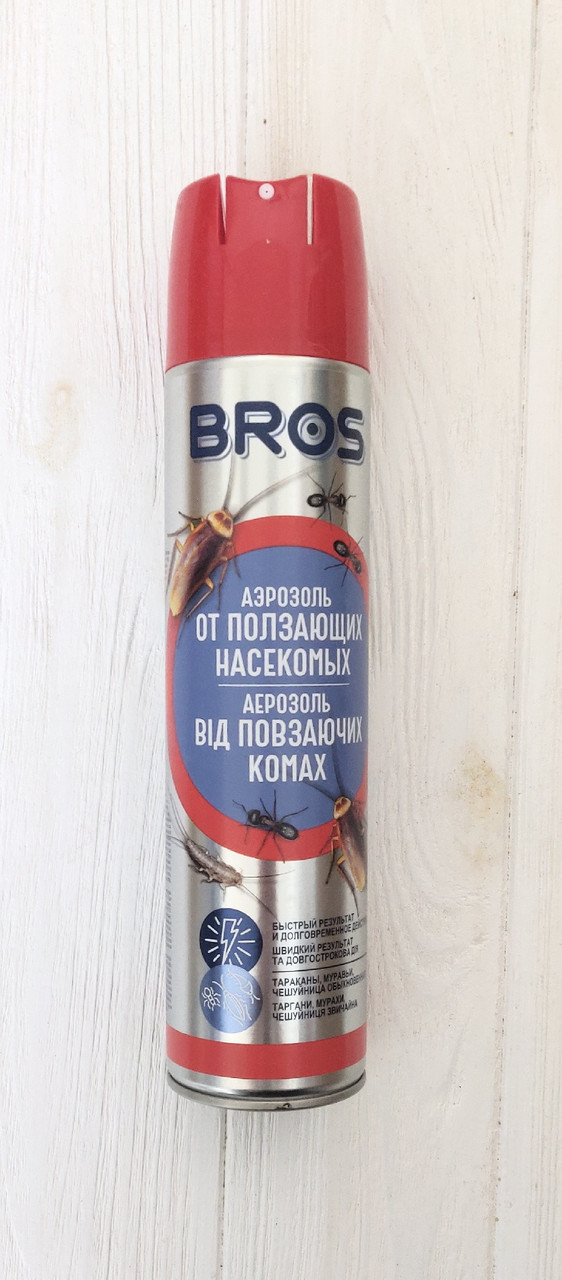 BROS
АЭРОЗОЛЬ
ОТ ПОЛЗАЮЩИХ
НАСЕКОМЫХ
АЕРОЗОЛЬ
ВІД ПОВЗАЮЧИХ
КОМАХ
БЫСТРЫЙ РЕЗУЛЬТАТ
И ДОЛГОВРЕМЕННОЕ
ШВИДКИЙ РЕЗУЛЬТАТ
ТА ДОВГОСТРОКОВА ДІЯ
ТАРАКАНЫ, МУРАВЬИ,
ЧЕШУЙНИЦА
ТАРГАНИ, МУРАХИ,
ЧЕШУЙНИЦЯ ЗВИЧАЙНА